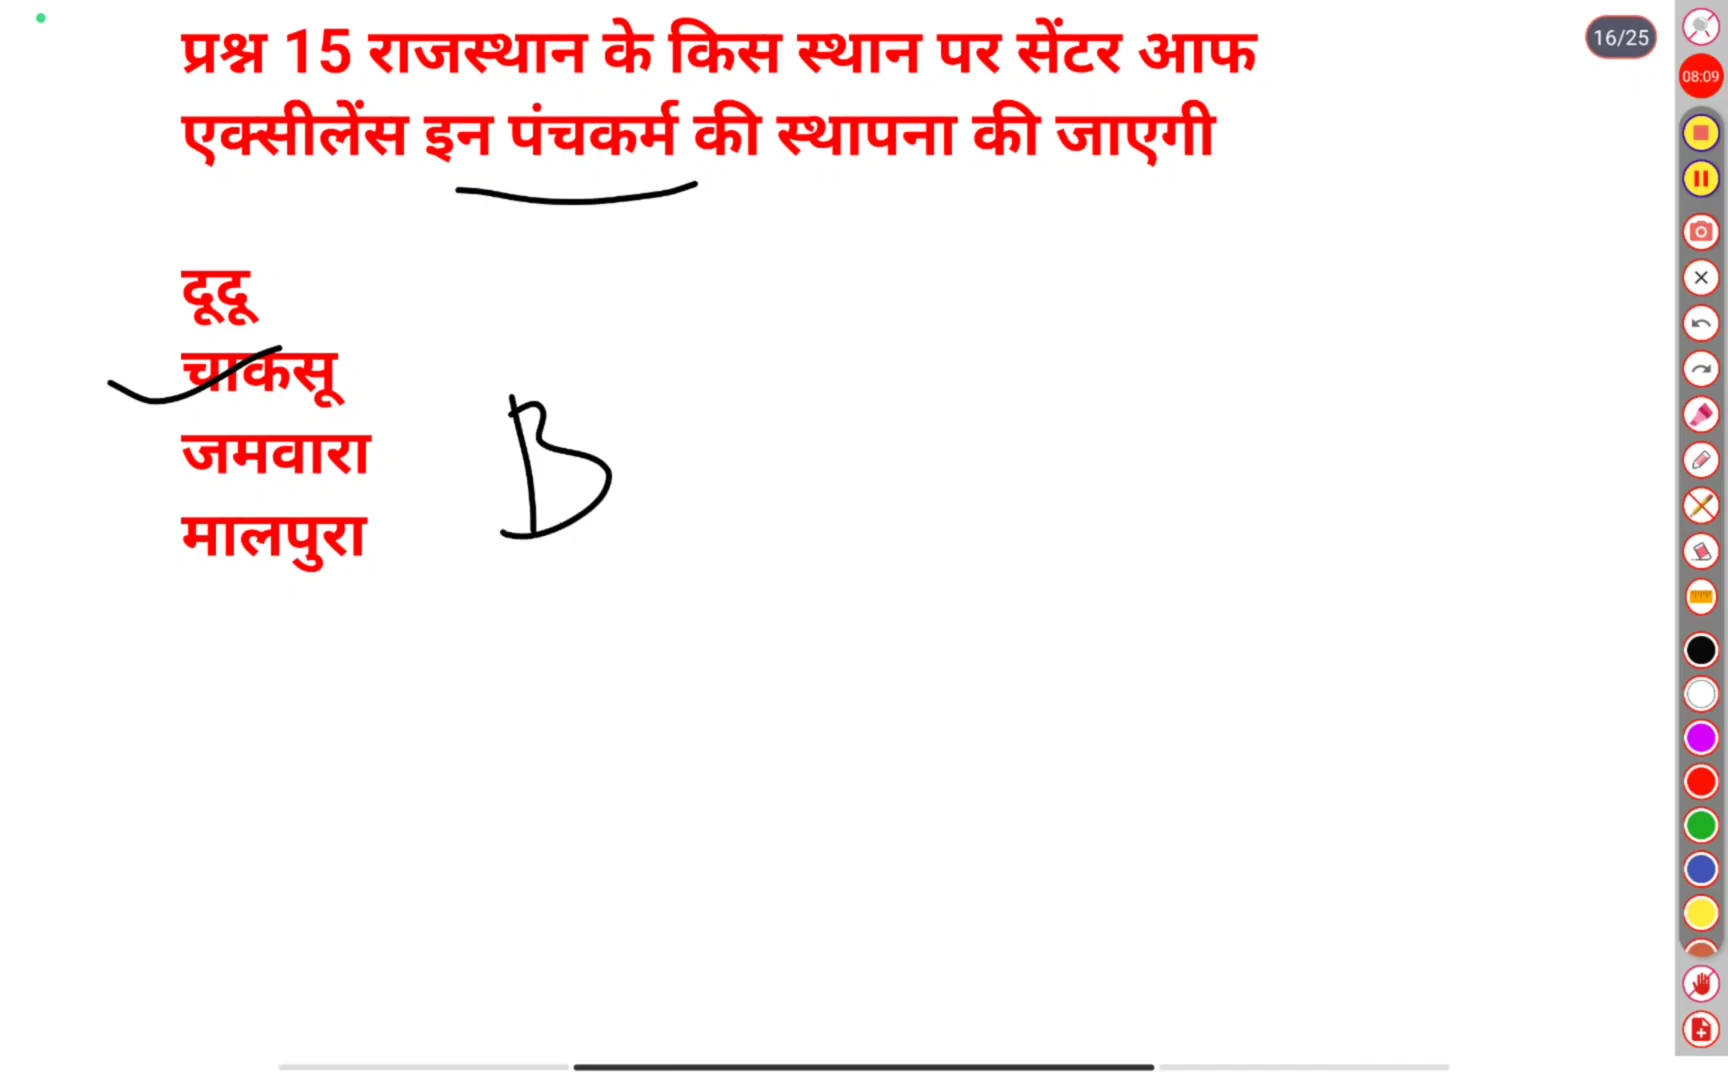 प्रश्न 15 राजस्थान के किस स्थान पर सेंटर आफ
एक्सीलेंस इन पंचकर्म की स्थापना की जाएगी
दूदू
चाकसू
जमवारा
मालपुरा
B
16/25
08:09